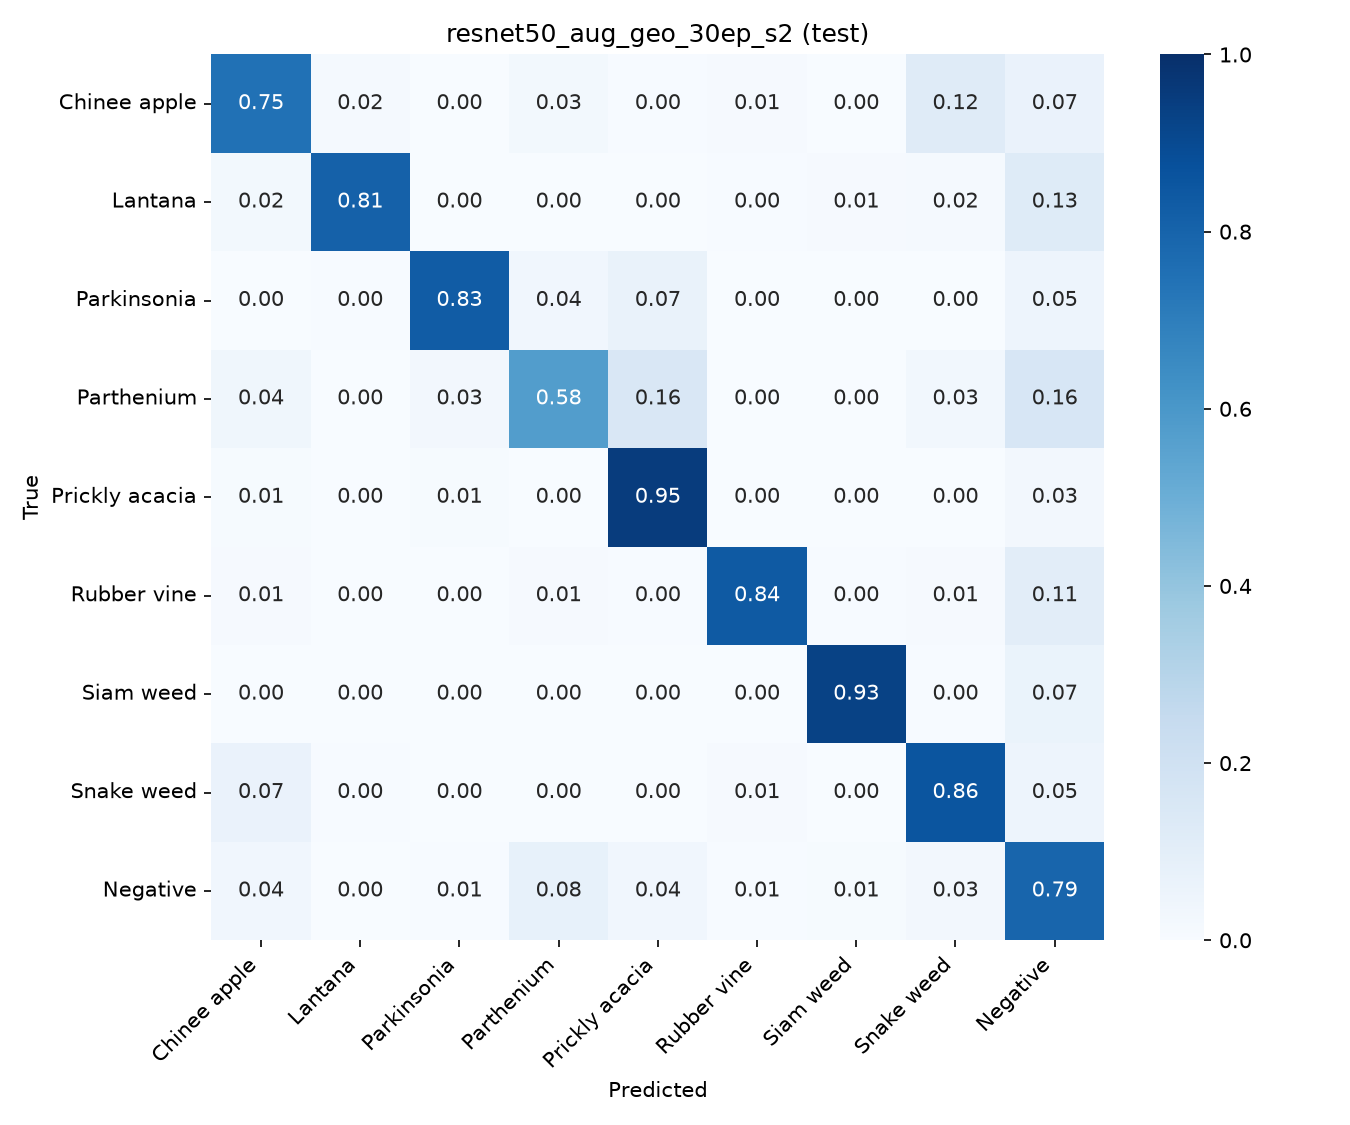 resnet50_aug_geo_30ep_s2 (test)
Chinee apple 0.75 0.02 0.00 0.03 0.00 0.01 0.00 0.12 0.07
Lantana 0.02 0.81 0.00 0.00 0.00 0.00 0.01 0.02 0.13
Parkinsonia 0.00 0.00 0.83 0.04 0.07 0.00 0.00 0.00 0.05
Parthenium 0.04 0.00 0.03 0.58 0.16 0.00 0.00 0.03 0.16
Prickly acacia 0.01 0.00 0.01 0.00 0.95 0.00 0.00 0.00 0.03
Rubber vine 0.01 0.00 0.00 0.01 0.00 0.84 0.00 0.01 0.11
Siam weed 0.00 0.00 0.00 0.00 0.00 0.00 0.93 0.00 0.07
Snake weed 0.07 0.00 0.00 0.00 0.00 0.01 0.00 0.86 0.05
Negative 0.04 0.00 0.01 0.08 0.04 0.01 0.01 0.03 0.79
True
Chinee apple Lantana Parkinsonia Parthenium Prickly acacia Rubber vine Siam weed Snake weed Negative
Predicted
1.0
0.8
0.6
0.4
0.2
0.0